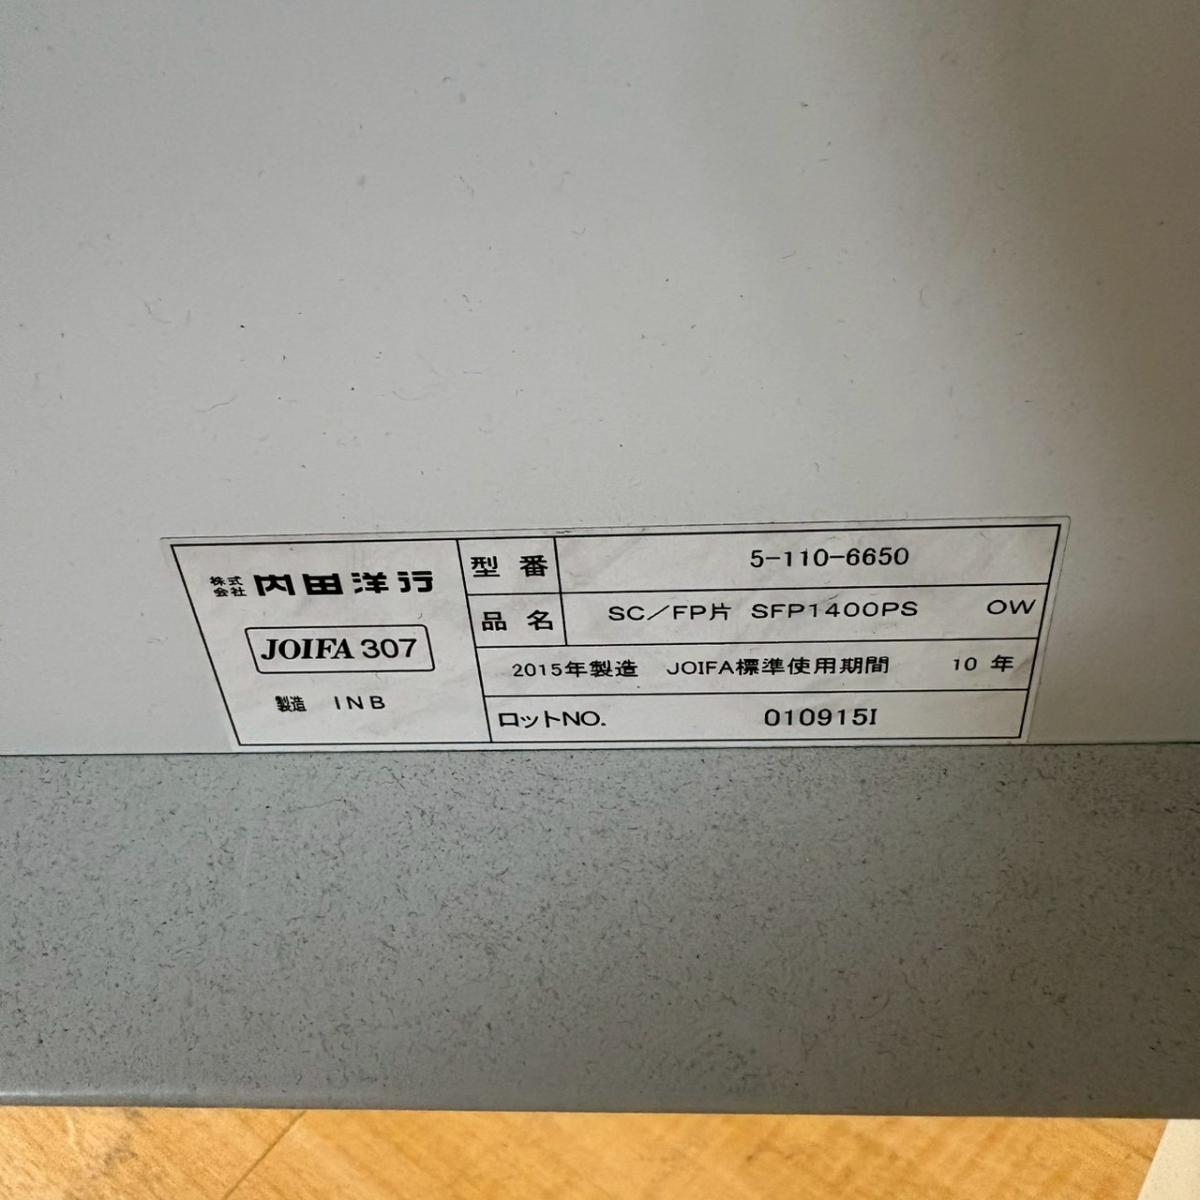 株式会社 内田洋行
JOIFA 307
製造 INB
型番 5-110-6650
品名 SC/FP片 SFP1400PS OW
2015年製造 JOIFA標準使用期間 10年
ロットNO. 010915I